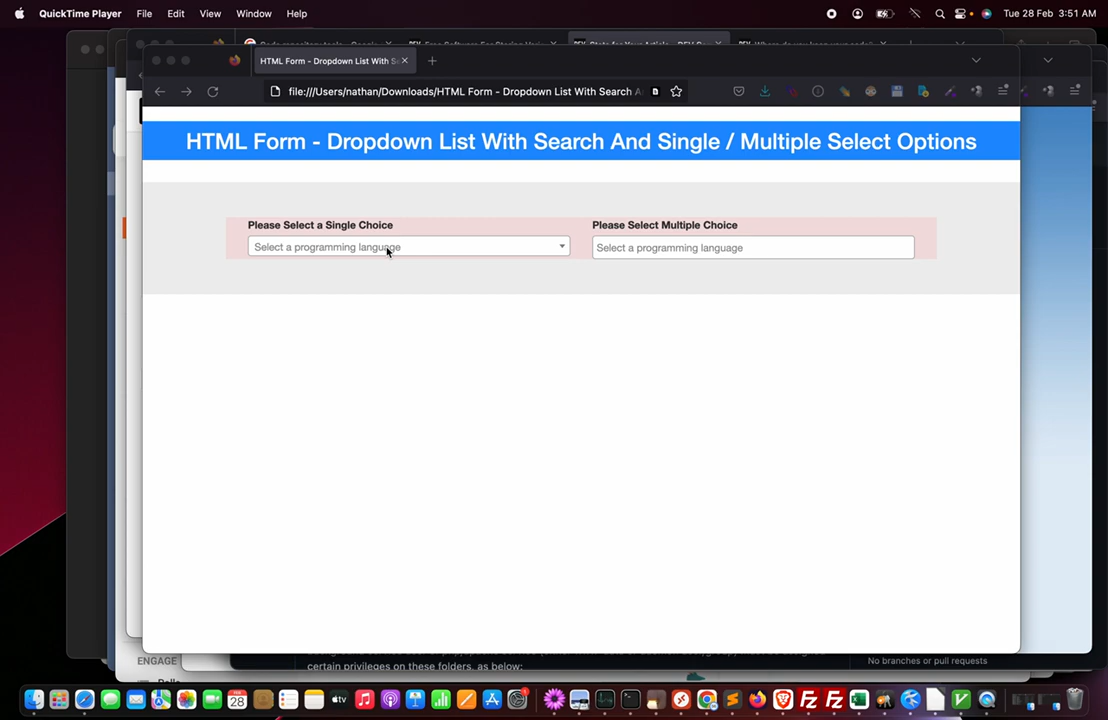 QuickTime Player File Edit View Window Help Tue 28 Feb 3:51 AM
HTML Form - Dropdown List With S
file:///Users/nathan/Downloads/HTML Form - Dropdown List With Search A
HTML Form - Dropdown List With Search And Single / Multiple Select Options
Please Select a Single Choice Please Select Multiple Choice
Select a programming language Select a programming language
ENGAGE
certain privileges on these folders, as below:
No branches or pull requests